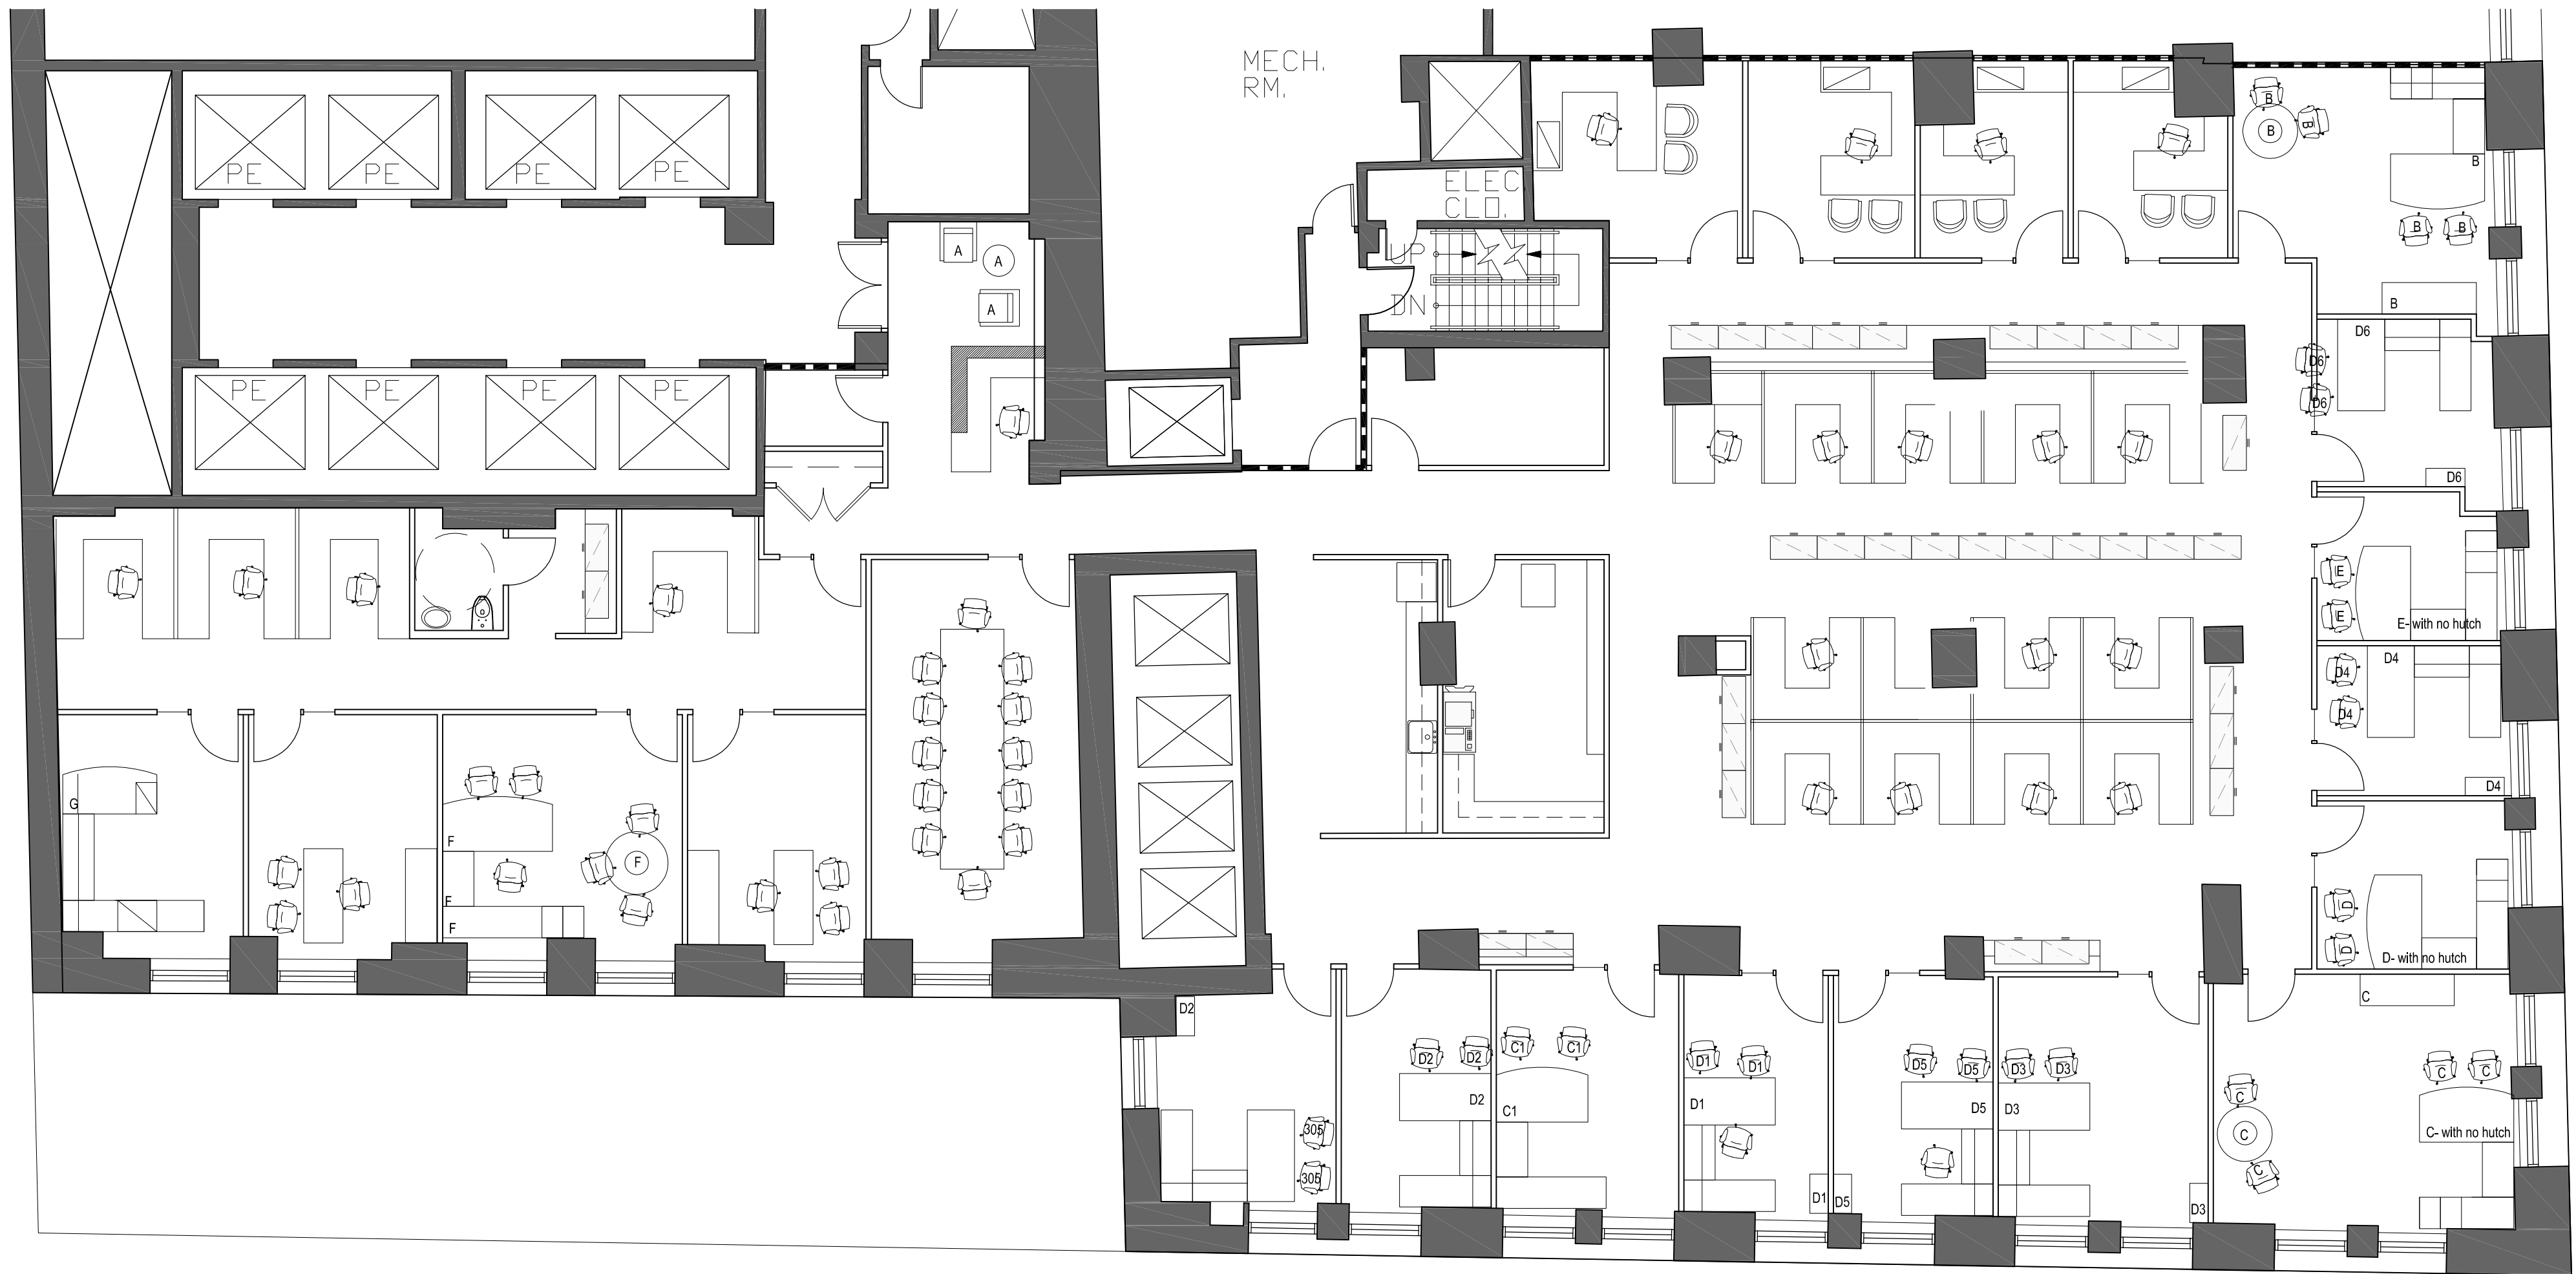 MECH.
RM.
PE
PE
PE
PE
B
B
B
ELEC
CLO.
B
B
B
A
A
UP
A
DN
B
D6
D6
PE
PE
PE
PE
D6
D6
E
E
E- with no hutch
D4
D4
D4
D4
G
F
F
F
F
D
D
D- with no hutch
C
D2
D2
D2
C1
C1
D1
D1
D5
D5
D3
D3
C
C
C
D2
C1
D1
D5
D3
C
C- with no hutch
305
305
C
D1
D5
D3